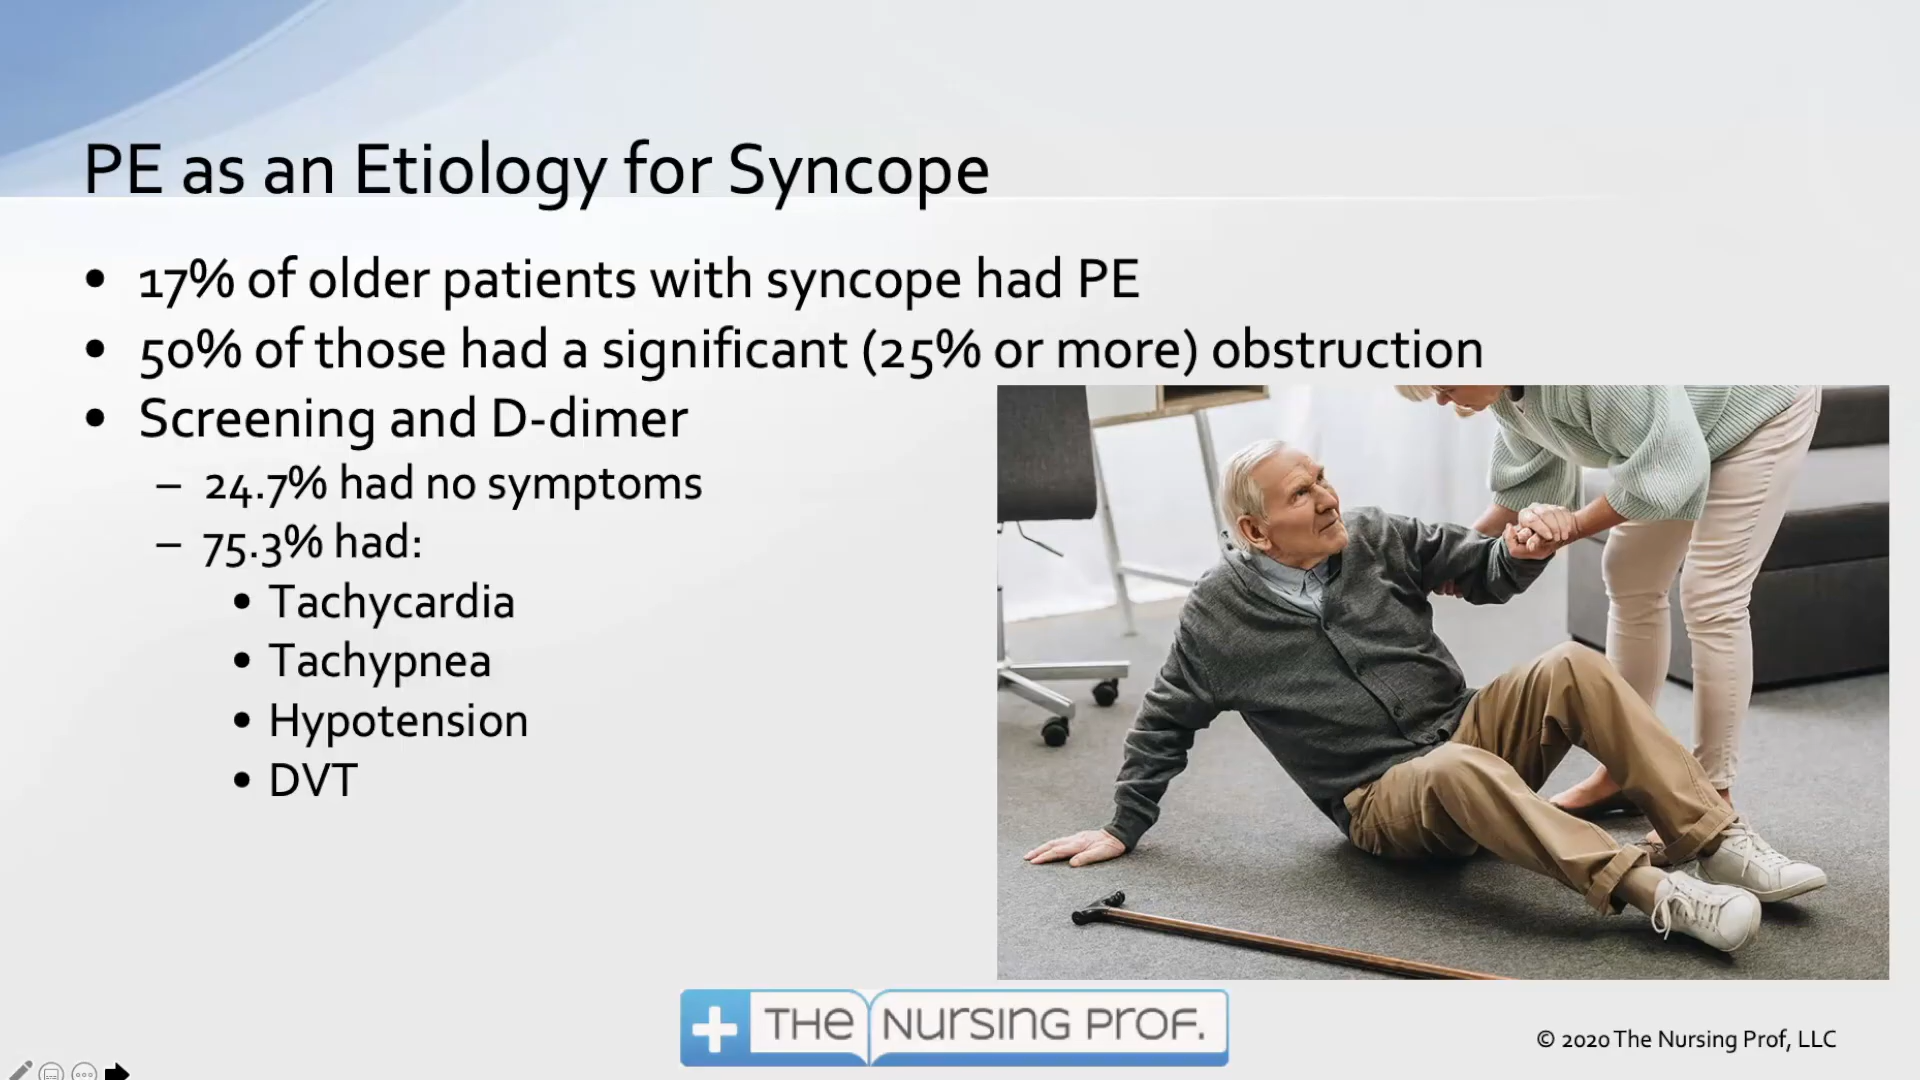 PE as an Etiology for Syncope
• 17% of older patients with syncope had PE
• 50% of those had a significant (25% or more) obstruction
• Screening and D-dimer
– 24.7% had no symptoms
– 75.3% had:
• Tachycardia
• Tachypnea
• Hypotension
• DVT
THE NURSING PROF.
© 2020 The Nursing Prof, LLC